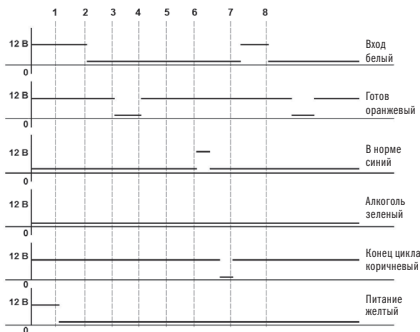 1 2 3 4 5 6 7 8
12 В
Вход
белый
0
12 В
Готов
оранжевый
0
12 В
В норме
синий
0
12 В
Алкоголь
зеленый
0
12 В
Конец цикла
коричневый
0
12 В
Питание
желтый
0